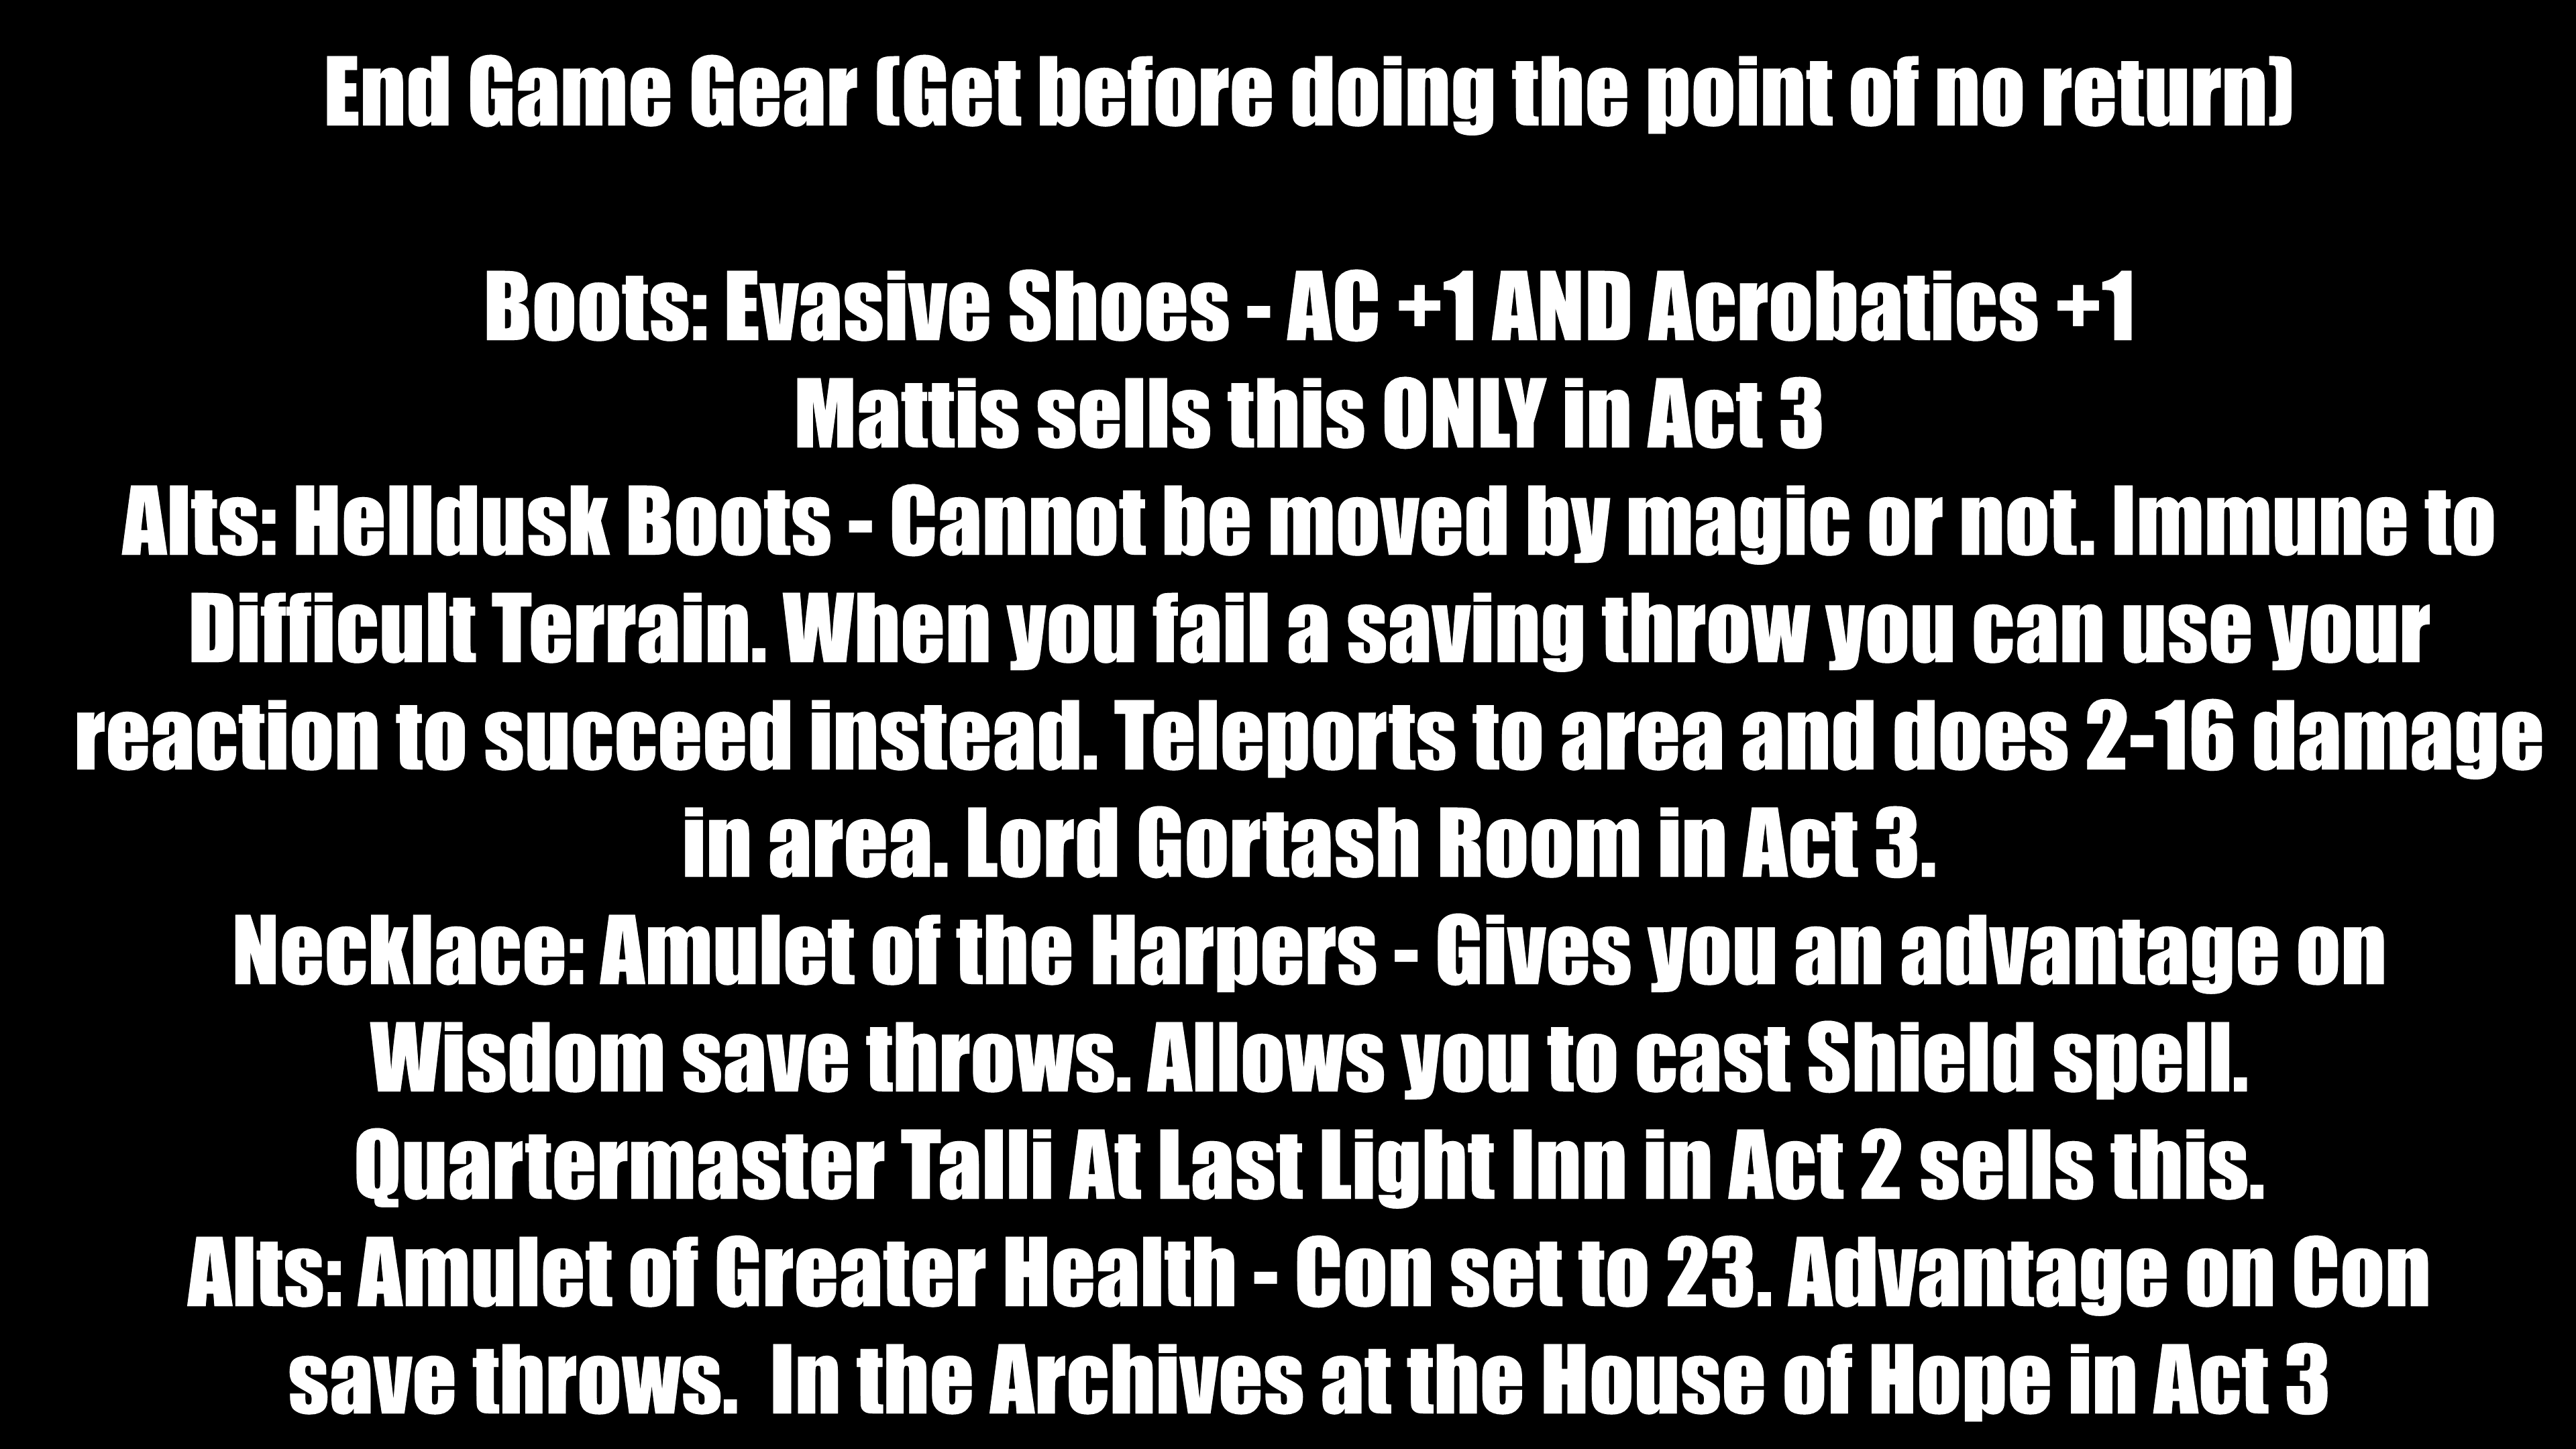 End Game Gear (Get before doing the point of no return)
Boots: Evasive Shoes - AC +1 AND Acrobatics +1
Mattis sells this ONLY in Act 3
Alts: Helldusk Boots - Cannot be moved by magic or not. Immune to
Difficult Terrain. When you fail a saving throw you can use your
reaction to succeed instead. Teleports to area and does 2-16 damage
in area. Lord Gortash Room in Act 3.
Necklace: Amulet of the Harpers - Gives you an advantage on
Wisdom save throws. Allows you to cast Shield spell.
Quartermaster Talli At Last Light Inn in Act 2 sells this.
Alts: Amulet of Greater Health - Con set to 23. Advantage on Con
save throws.  In the Archives at the House of Hope in Act 3